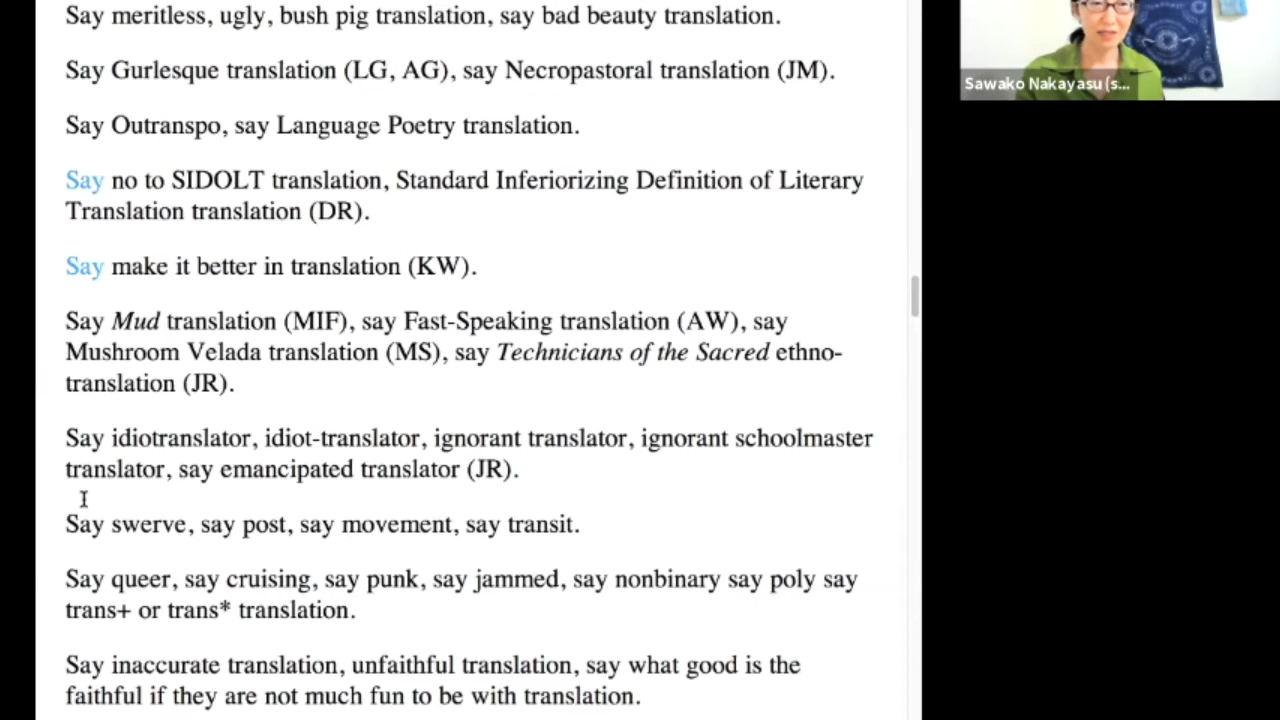 Say meritless, ugly, bush pig translation, say bad beauty translation.
Say Gurlesque translation (LG, AG), say Necropastoral translation (JM).
Say Outranspo, say Language Poetry translation.
Say no to SIDOLT translation, Standard Inferiorizing Definition of Literary
Translation translation (DR).
Say make it better in translation (KW).
Say Mud translation (MIF), say Fast-Speaking translation (AW), say
Mushroom Velada translation (MS), say Technicians of the Sacred ethno-
translation (JR).
Say idiotranslator, idiot-translator, ignorant translator, ignorant schoolmaster
translator, say emancipated translator (JR).
Say swerve, say post, say movement, say transit.
Say queer, say cruising, say punk, say jammed, say nonbinary say poly say
trans+ or trans* translation.
Say inaccurate translation, unfaithful translation, say what good is the
faithful if they are not much fun to be with translation.
Sawako Nakayasu (s...